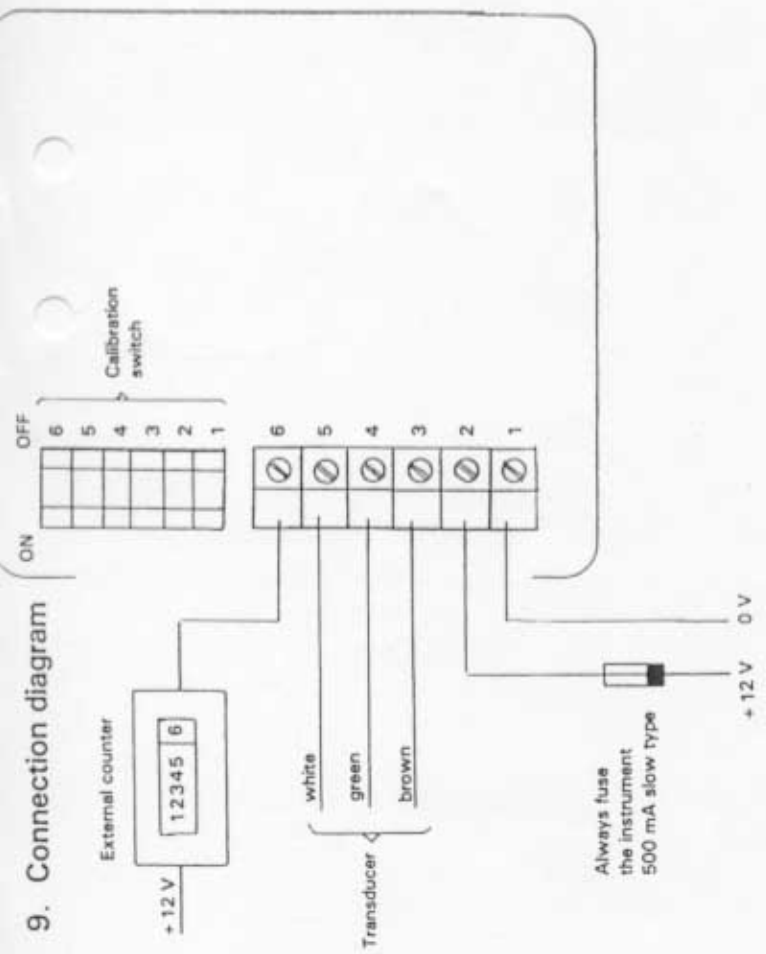 9. Connection diagram
ON
OFF
6
5
4
3
2
1
Calibration
switch
External counter
+ 12 V
12345 6
6
5
4
3
2
1
Transducer
white
green
brown
Always fuse
the instrument
500 mA slow type
+ 12 V
0 V